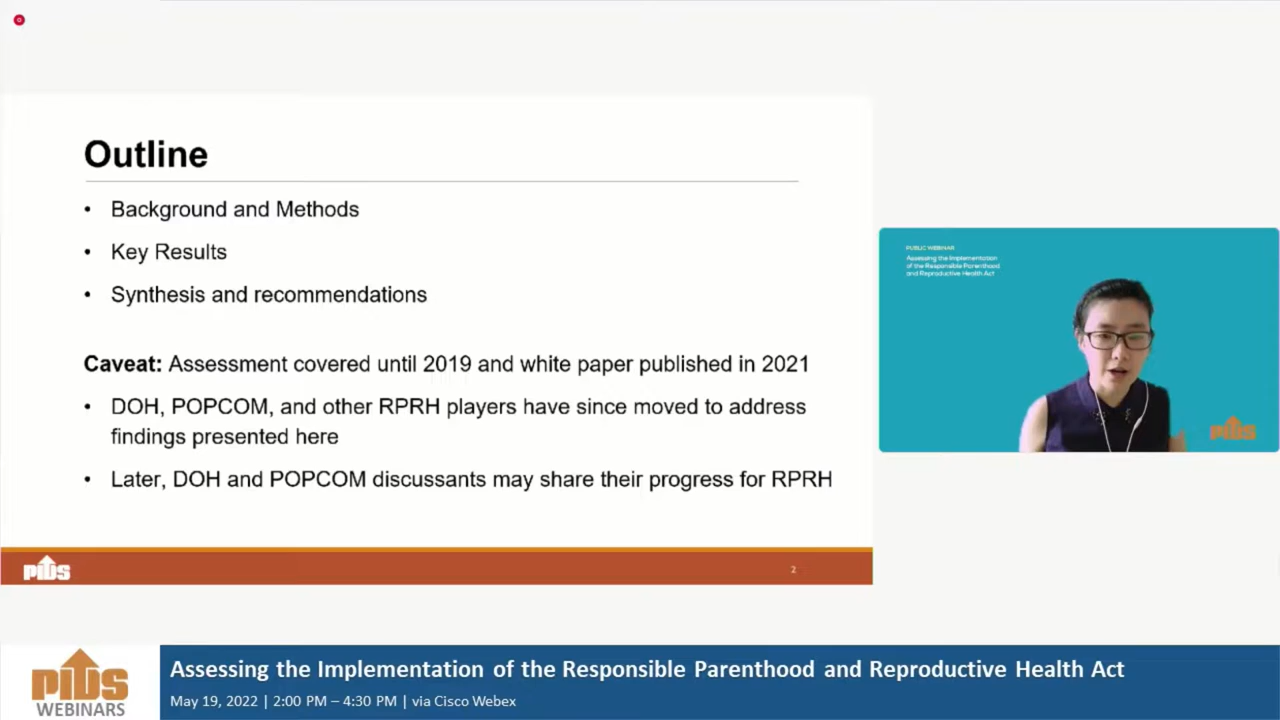 Outline
• Background and Methods
• Key Results
• Synthesis and recommendations
Caveat: Assessment covered until 2019 and white paper published in 2021
• DOH, POPCOM, and other RPRH players have since moved to address
findings presented here
• Later, DOH and POPCOM discussants may share their progress for RPRH
PIDS
2
PUBLIC WEBINAR
Assessing the Implementation
of the Responsible Parenthood
and Reproductive Health Act
PIDS
PIDS
WEBINARS
Assessing the Implementation of the Responsible Parenthood and Reproductive Health Act
May 19, 2022 | 2:00 PM – 4:30 PM | via Cisco Webex